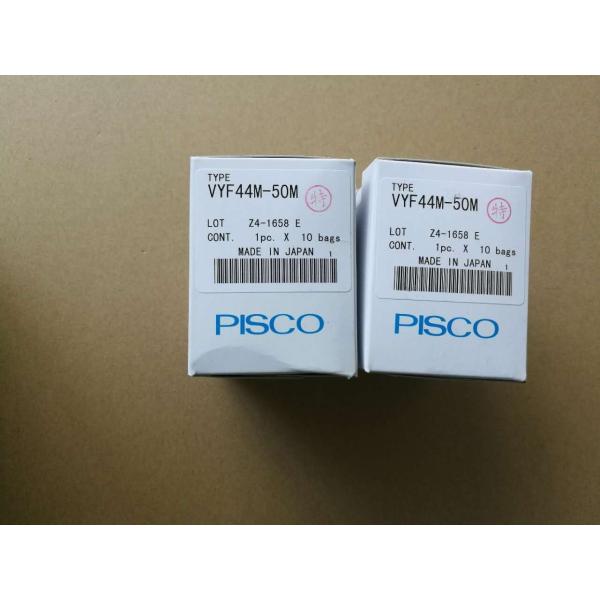 TYPE
VYF44M-50M
特
LOT Z4-1658 E
CONT. 1pc. X 10 bags
MADE IN JAPAN 1
PISCO
TYPE
VYF44M-50M
特
LOT Z4-1658 E
CONT. 1pc. X 10 bags
MADE IN JAPAN 1
PISCO